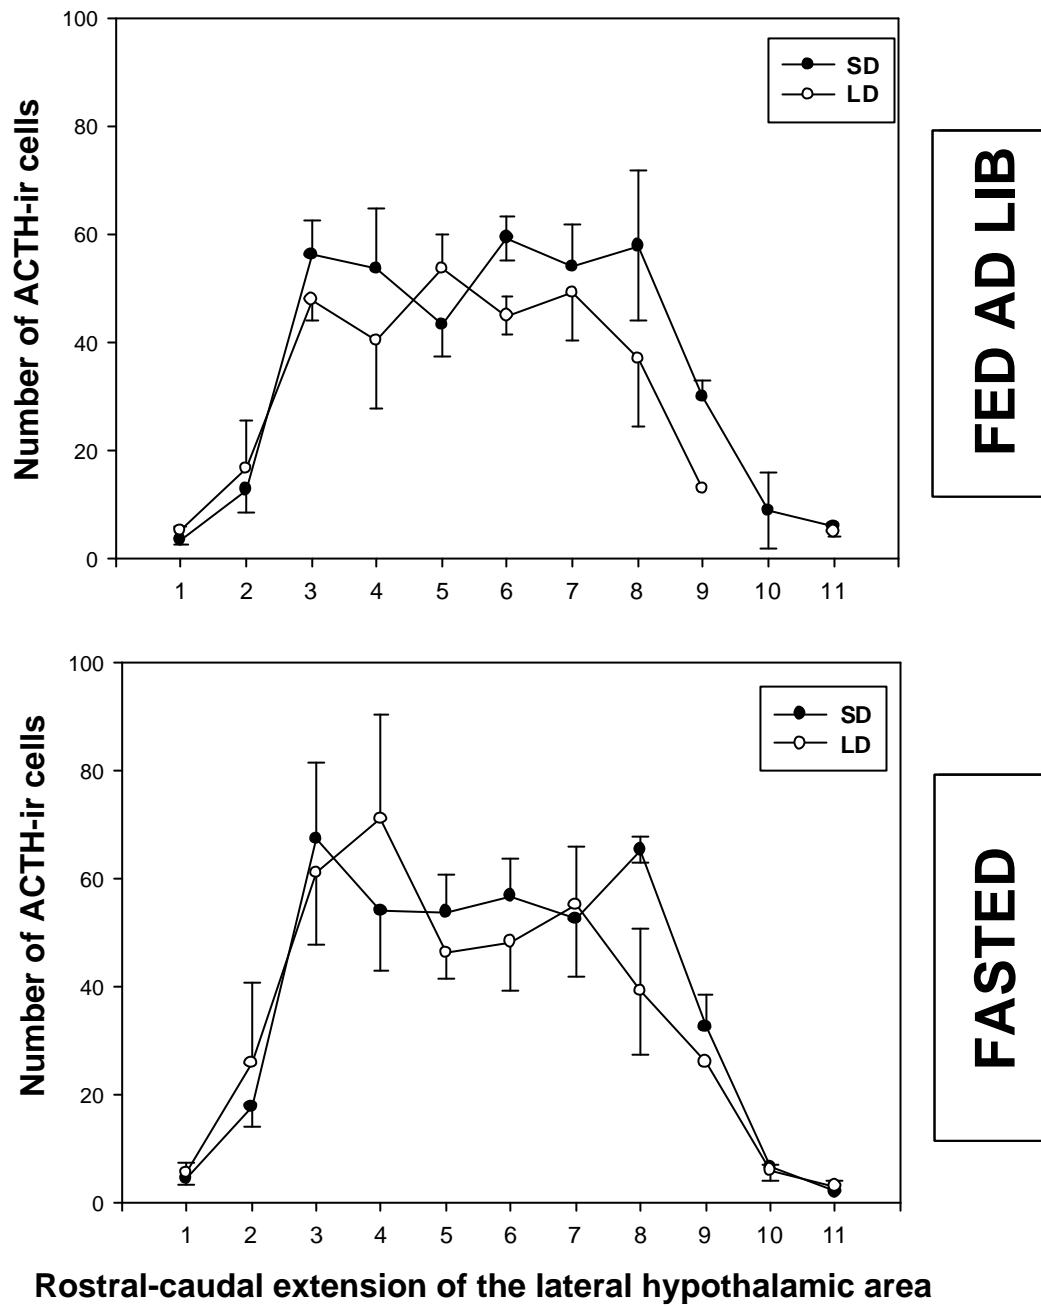 100
80
60
40
20
0
Number of ACTH-ir cells
SD
LD
1 2 3 4 5 6 7 8 9 10 11
FED AD LIB
100
80
60
40
20
0
Number of ACTH-ir cells
SD
LD
1 2 3 4 5 6 7 8 9 10 11
FASTED
Rostral-caudal extension of the lateral hypothalamic area